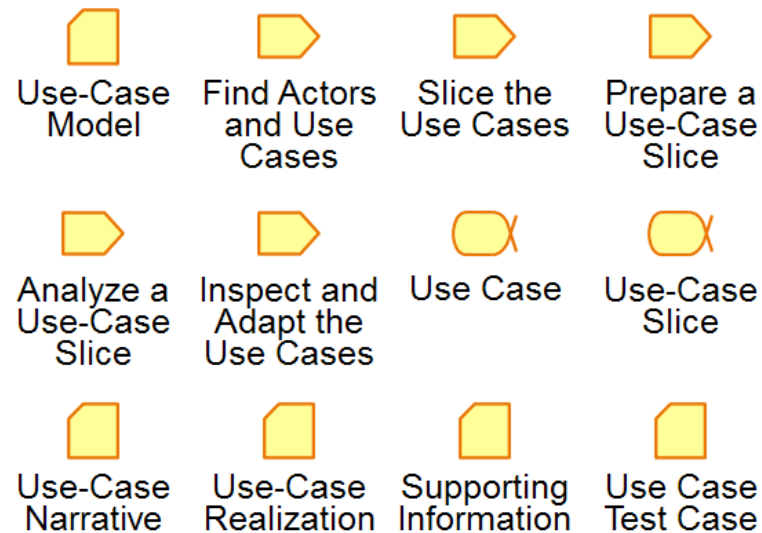 Use-Case
Model
Find Actors
and Use
Cases
Slice the
Use Cases
Prepare a
Use-Case
Slice
Analyze a
Use-Case
Slice
Inspect and
Adapt the
Use Cases
Use Case
Use-Case
Slice
Use-Case
Narrative
Use-Case
Realization
Supporting
Information
Use Case
Test Case